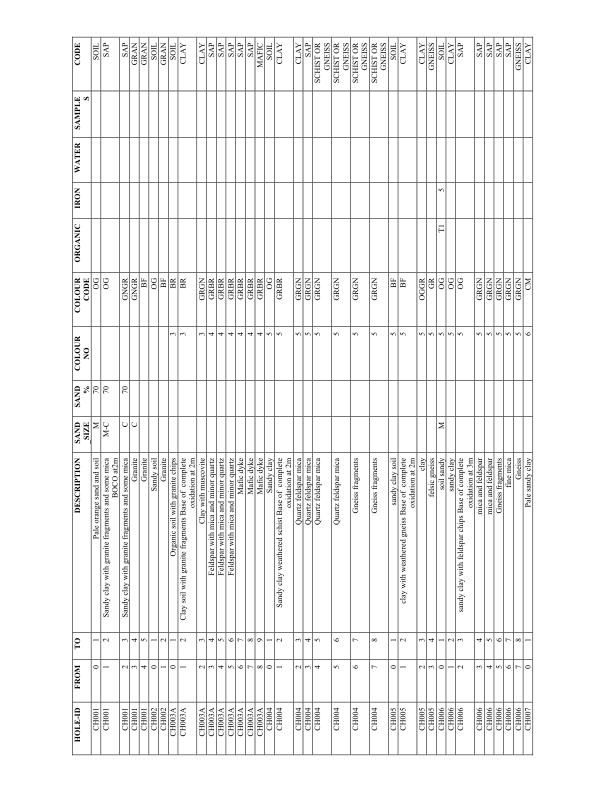 HOLE-ID FROM TO DESCRIPTION SAND SIZE SAND % COLOUR NO COLOUR CODE ORGANIC IRON WATER SAMPLE S CODE
CH001 0 1 Pale orange sand and soil M 70 OG SOIL
CH001 1 2 Sandy clay with granite fragments and some mica M-C 70 OG SAP
BOCO at2m
CH001 2 3 Sandy clay with granite fragments and some mica C 70 GNGR SAP
CH001 3 4 Granite C GNGR GRAN
CH001 4 5 Granite BF GRAN
CH002 0 1 Sandy soil OG SOIL
CH002 1 2 Granite BF GRAN
CH003A 0 1 Organic soil with granite chips 3 BR SOIL
CH003A 1 2 Clay soil with granite fragments Base of complete 3 BR CLAY
oxidation at 2m
CH003A 2 3 Clay with muscovite 3 GRGN CLAY
CH003A 3 4 Feldspar with mica and minor quartz 4 GRBR SAP
CH003A 4 5 Feldspar with mica and minor quartz 4 GRBR SAP
CH003A 5 6 Feldspar with mica and minor quartz 4 GRBR SAP
CH003A 6 7 Mafic dyke 4 GRBR SAP
CH003A 7 8 Mafic dyke 4 GRBR SAP
CH003A 8 9 Mafic dyke 4 GRBR MAFIC
CH004 0 1 Sandy clay 5 OG SOIL
CH004 1 2 Sandy clay weathered schist Base of complete 5 GRBR CLAY
oxidation at 2m
CH004 2 3 Quartz feldspar mica 5 GRGN CLAY
CH004 3 4 Quartz feldspar mica 5 GRGN SAP
CH004 4 5 Quartz feldspar mica 5 GRGN SCHIST OR
GNEISS
CH004 5 6 Quartz feldspar mica 5 GRGN SCHIST OR
GNEISS
CH004 6 7 Gneiss fragments 5 GRGN SCHIST OR
GNEISS
CH004 7 8 Gneiss fragments 5 GRGN SCHIST OR
GNEISS
CH005 0 1 sandy clay soil 5 BF SOIL
CH005 1 2 clay with weathered gneiss Base of complete 5 BF CLAY
oxidation at 2m
CH005 2 3 clay 5 OGGR CLAY
CH005 3 4 felsic gneiss 5 GR GNEISS
CH006 0 1 soil sandy M 5 OG T1 5 SOIL
CH006 1 2 sandy clay 5 OG CLAY
CH006 2 3 sandy clay with feldspar chips Base of complete 5 OG SAP
oxidation at 3m
CH006 3 4 mica and feldspar 5 GRGN SAP
CH006 4 5 mica and feldspar 5 GRGN SAP
CH006 5 6 Gneiss fragments 5 GRGN SAP
CH006 6 7 fine mica 5 GRGN SAP
CH006 7 8 Gneiss 5 GRGN GNEISS
CH007 0 1 Pale sandy clay 6 CM CLAY